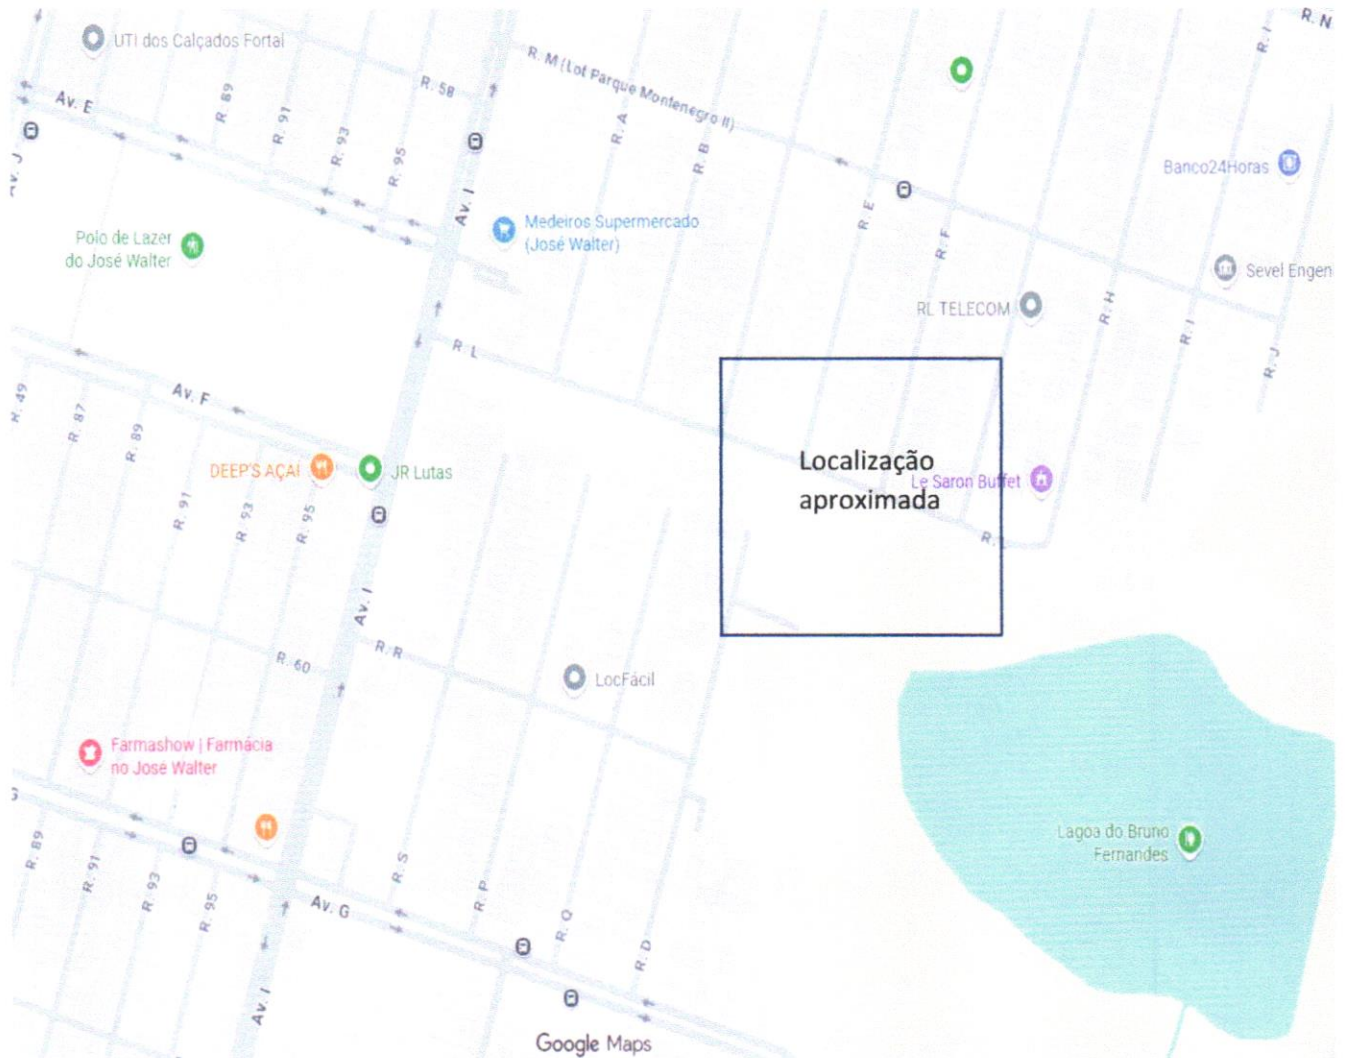 R. N
UTI dos Calçados Fortal
R. I
R. M (Lot Parque Montenegro II)
R. 58
Av. E
R. 89
R. 91
R. 93
R. 95
R. A
R. B
Av. J
Av. I
Banco24Horas
Medeiros Supermercado
(José Walter)
R. E
R. F
Polo de Lazer
do José Walter
Sevel Engen
RL TELECOM
R. H
R. I
R. J
R. L
Av. F
R. 49
R. 87
R. 89
Localização
aproximada
Le Saron Buffet
DEEP'S AÇAÍ
JR Lutas
R. 91
R. 93
R. 95
R.
Av. I
R. R
R. 60
LocFácil
Farmashow | Farmácia
no José Walter
Lagoa do Bruno
Fernandes
R. 89
R. 91
R. 93
R. 95
R. S
R. P
Av. G
R. Q
R. D
Av. I
Google Maps